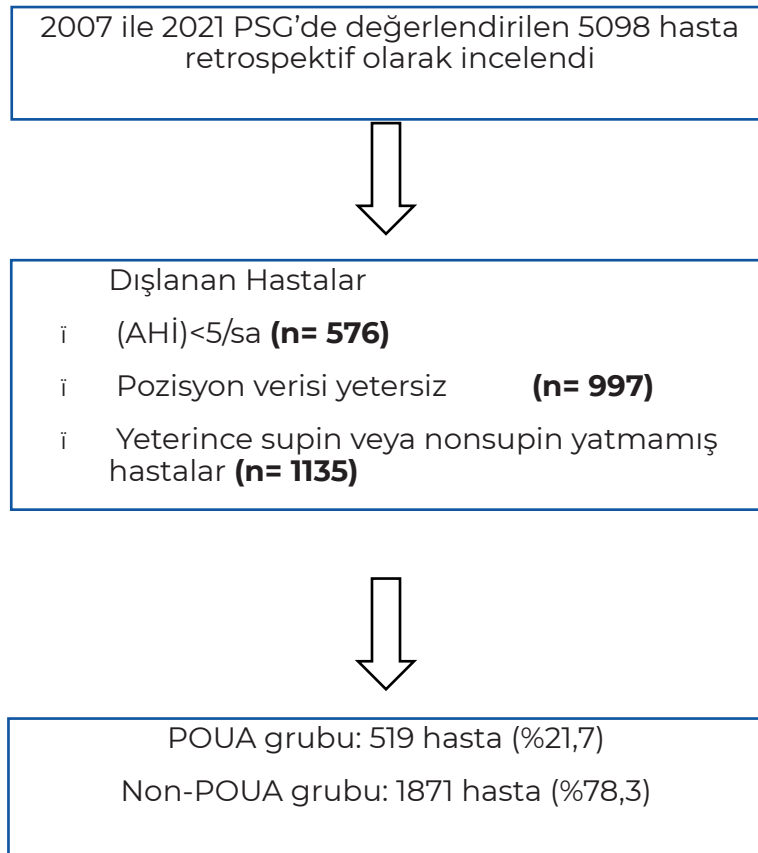 2007 ile 2021 PSG’de değerlendirilen 5098 hasta
retrospektif olarak incelendi
Dışlanan Hastalar
ï (AHİ)<5/sa (n= 576)
ï Pozisyon verisi yetersiz (n= 997)
ï Yeterince supin veya nonsupin yatmamış
hastalar (n= 1135)
POUA grubu: 519 hasta (%21,7)
Non-POUA grubu: 1871 hasta (%78,3)